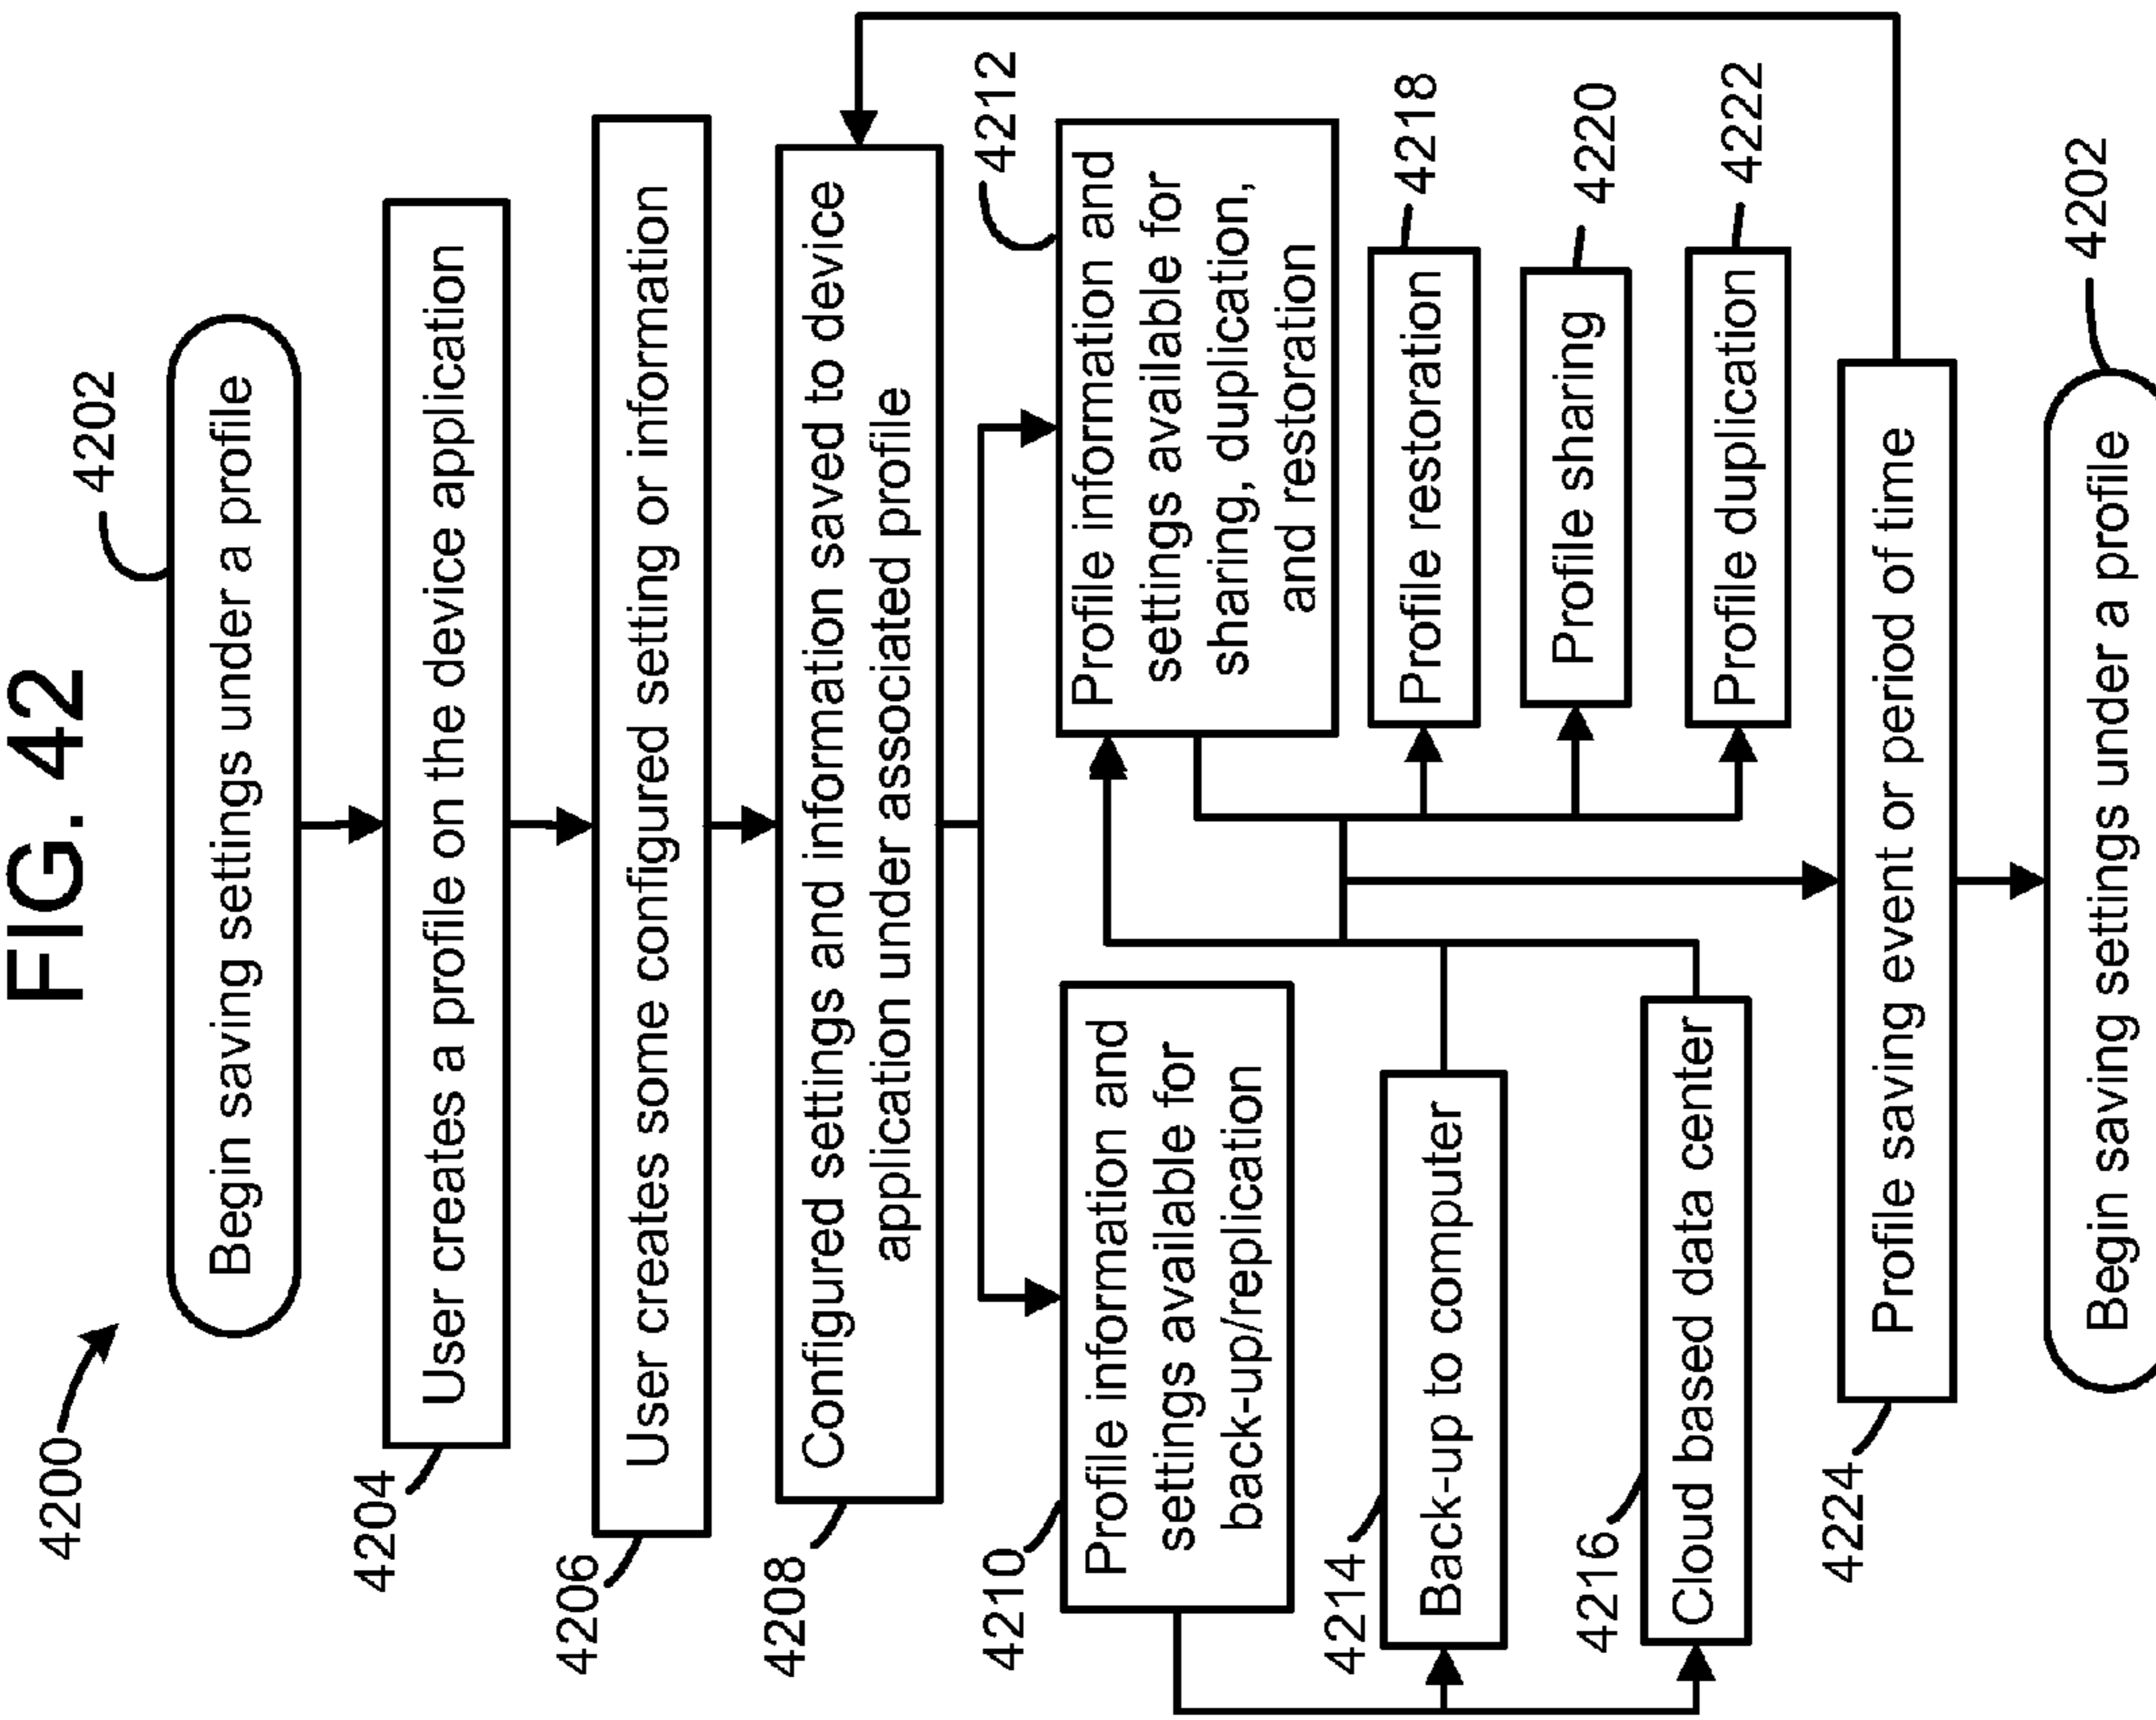 FIG. 42
4200
4202
Begin saving settings under a profile
4204
User creates a profile on the device application
4206
User creates some configured setting or information
4208
Configured settings and information saved to device
application under associated profile
4210
Profile information and
settings available for
back-up/replication
4212
Profile information and
settings available for
sharing, duplication,
and restoration
4214
Back-up to computer
4216
Cloud based data center
Profile restoration
4218
Profile sharing
4220
Profile duplication
4222
4224
Profile saving event or period of time
4202
Begin saving settings under a profile